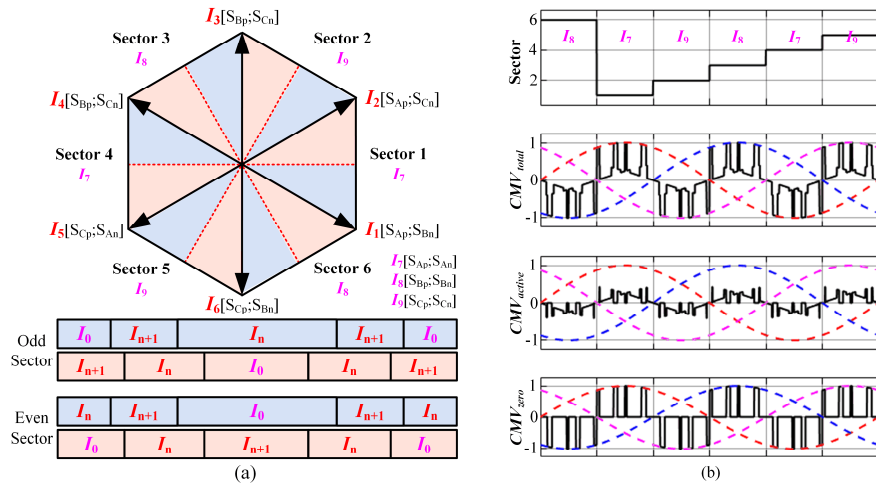 I3[SBp;SCn]
Sector 3
I8
Sector 2
I9
I4[SBp;SCn]
I2[SAp;SCn]
Sector 4
I7
Sector 1
I7
I5[SCp;SAn]
I1[SAp;SBn]
Sector 5
I9
Sector 6
I8
I6[SCp;SBn]
I7[SAp;SAn]
I8[SBp;SBn]
I9[SCp;SCn]
Odd
Sector
I0 In+1 In In+1 I0
In+1 In I0 In In+1
Even
Sector
In In+1 I0 In+1 In
I0 In In+1 In I0
(a)
Sector
6
4
2
I8 I7 I9 I8 I7 I9
CMVtotal
1
0
-1
CMVactive
1
0
-1
CMVzero
1
0
-1
(b)